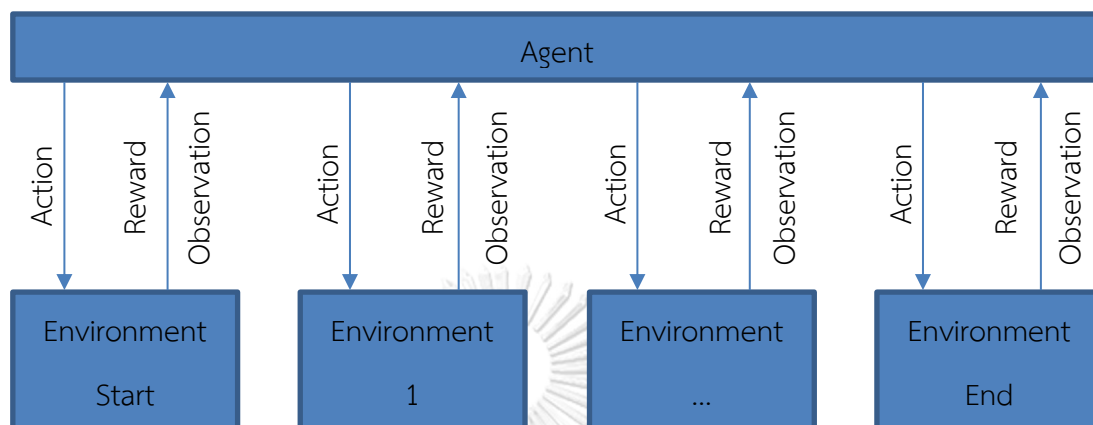 Agent
Action
Reward
Observation
Action
Reward
Observation
Action
Reward
Observation
Action
Reward
Observation
Environment
Start
Environment
1
Environment
...
Environment
End